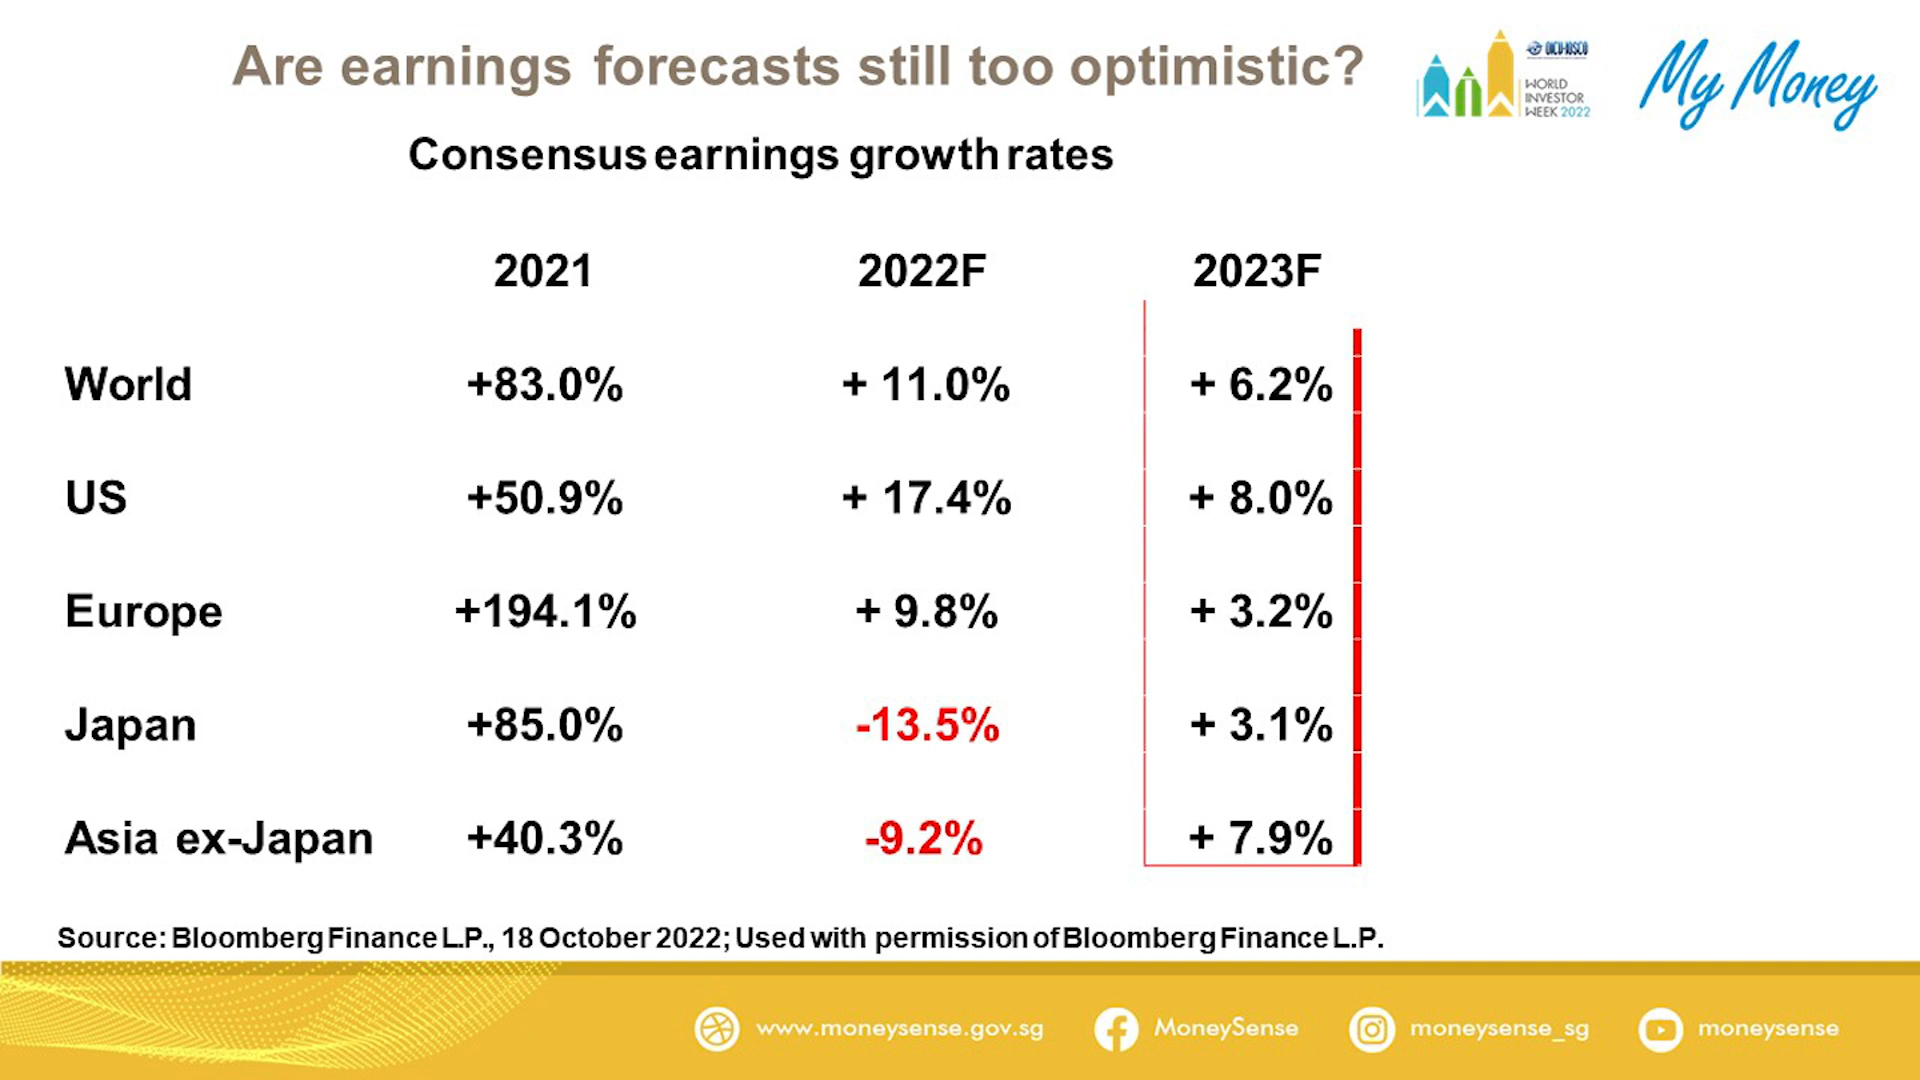 Are earnings forecasts still too optimistic?
OICU-IOSCO
WORLD
INVESTOR
WEEK 2022
My Money
Consensus earnings growth rates
2021 2022F 2023F
World +83.0% + 11.0% + 6.2%
US +50.9% + 17.4% + 8.0%
Europe +194.1% + 9.8% + 3.2%
Japan +85.0% -13.5% + 3.1%
Asia ex-Japan +40.3% -9.2% + 7.9%
Source: Bloomberg Finance L.P., 18 October 2022; Used with permission of Bloomberg Finance L.P.
www.moneysense.gov.sg MoneySense moneysense_sg moneysense